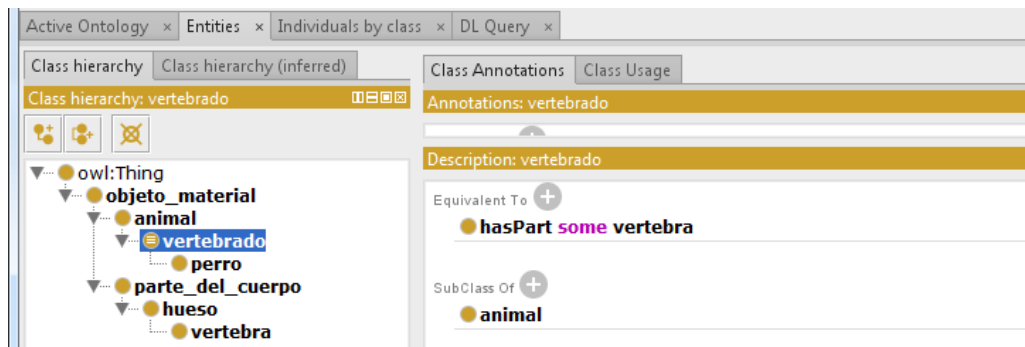 Active Ontology × Entities × Individuals by class × DL Query ×
Class hierarchy Class hierarchy (inferred)
Class hierarchy: vertebrado
owl:Thing
objeto_material
animal
vertebrado
perro
parte_del_cuerpo
hueso
vertebra
Class Annotations Class Usage
Annotations: vertebrado
Description: vertebrado
Equivalent To
hasPart some vertebra
SubClass Of
animal